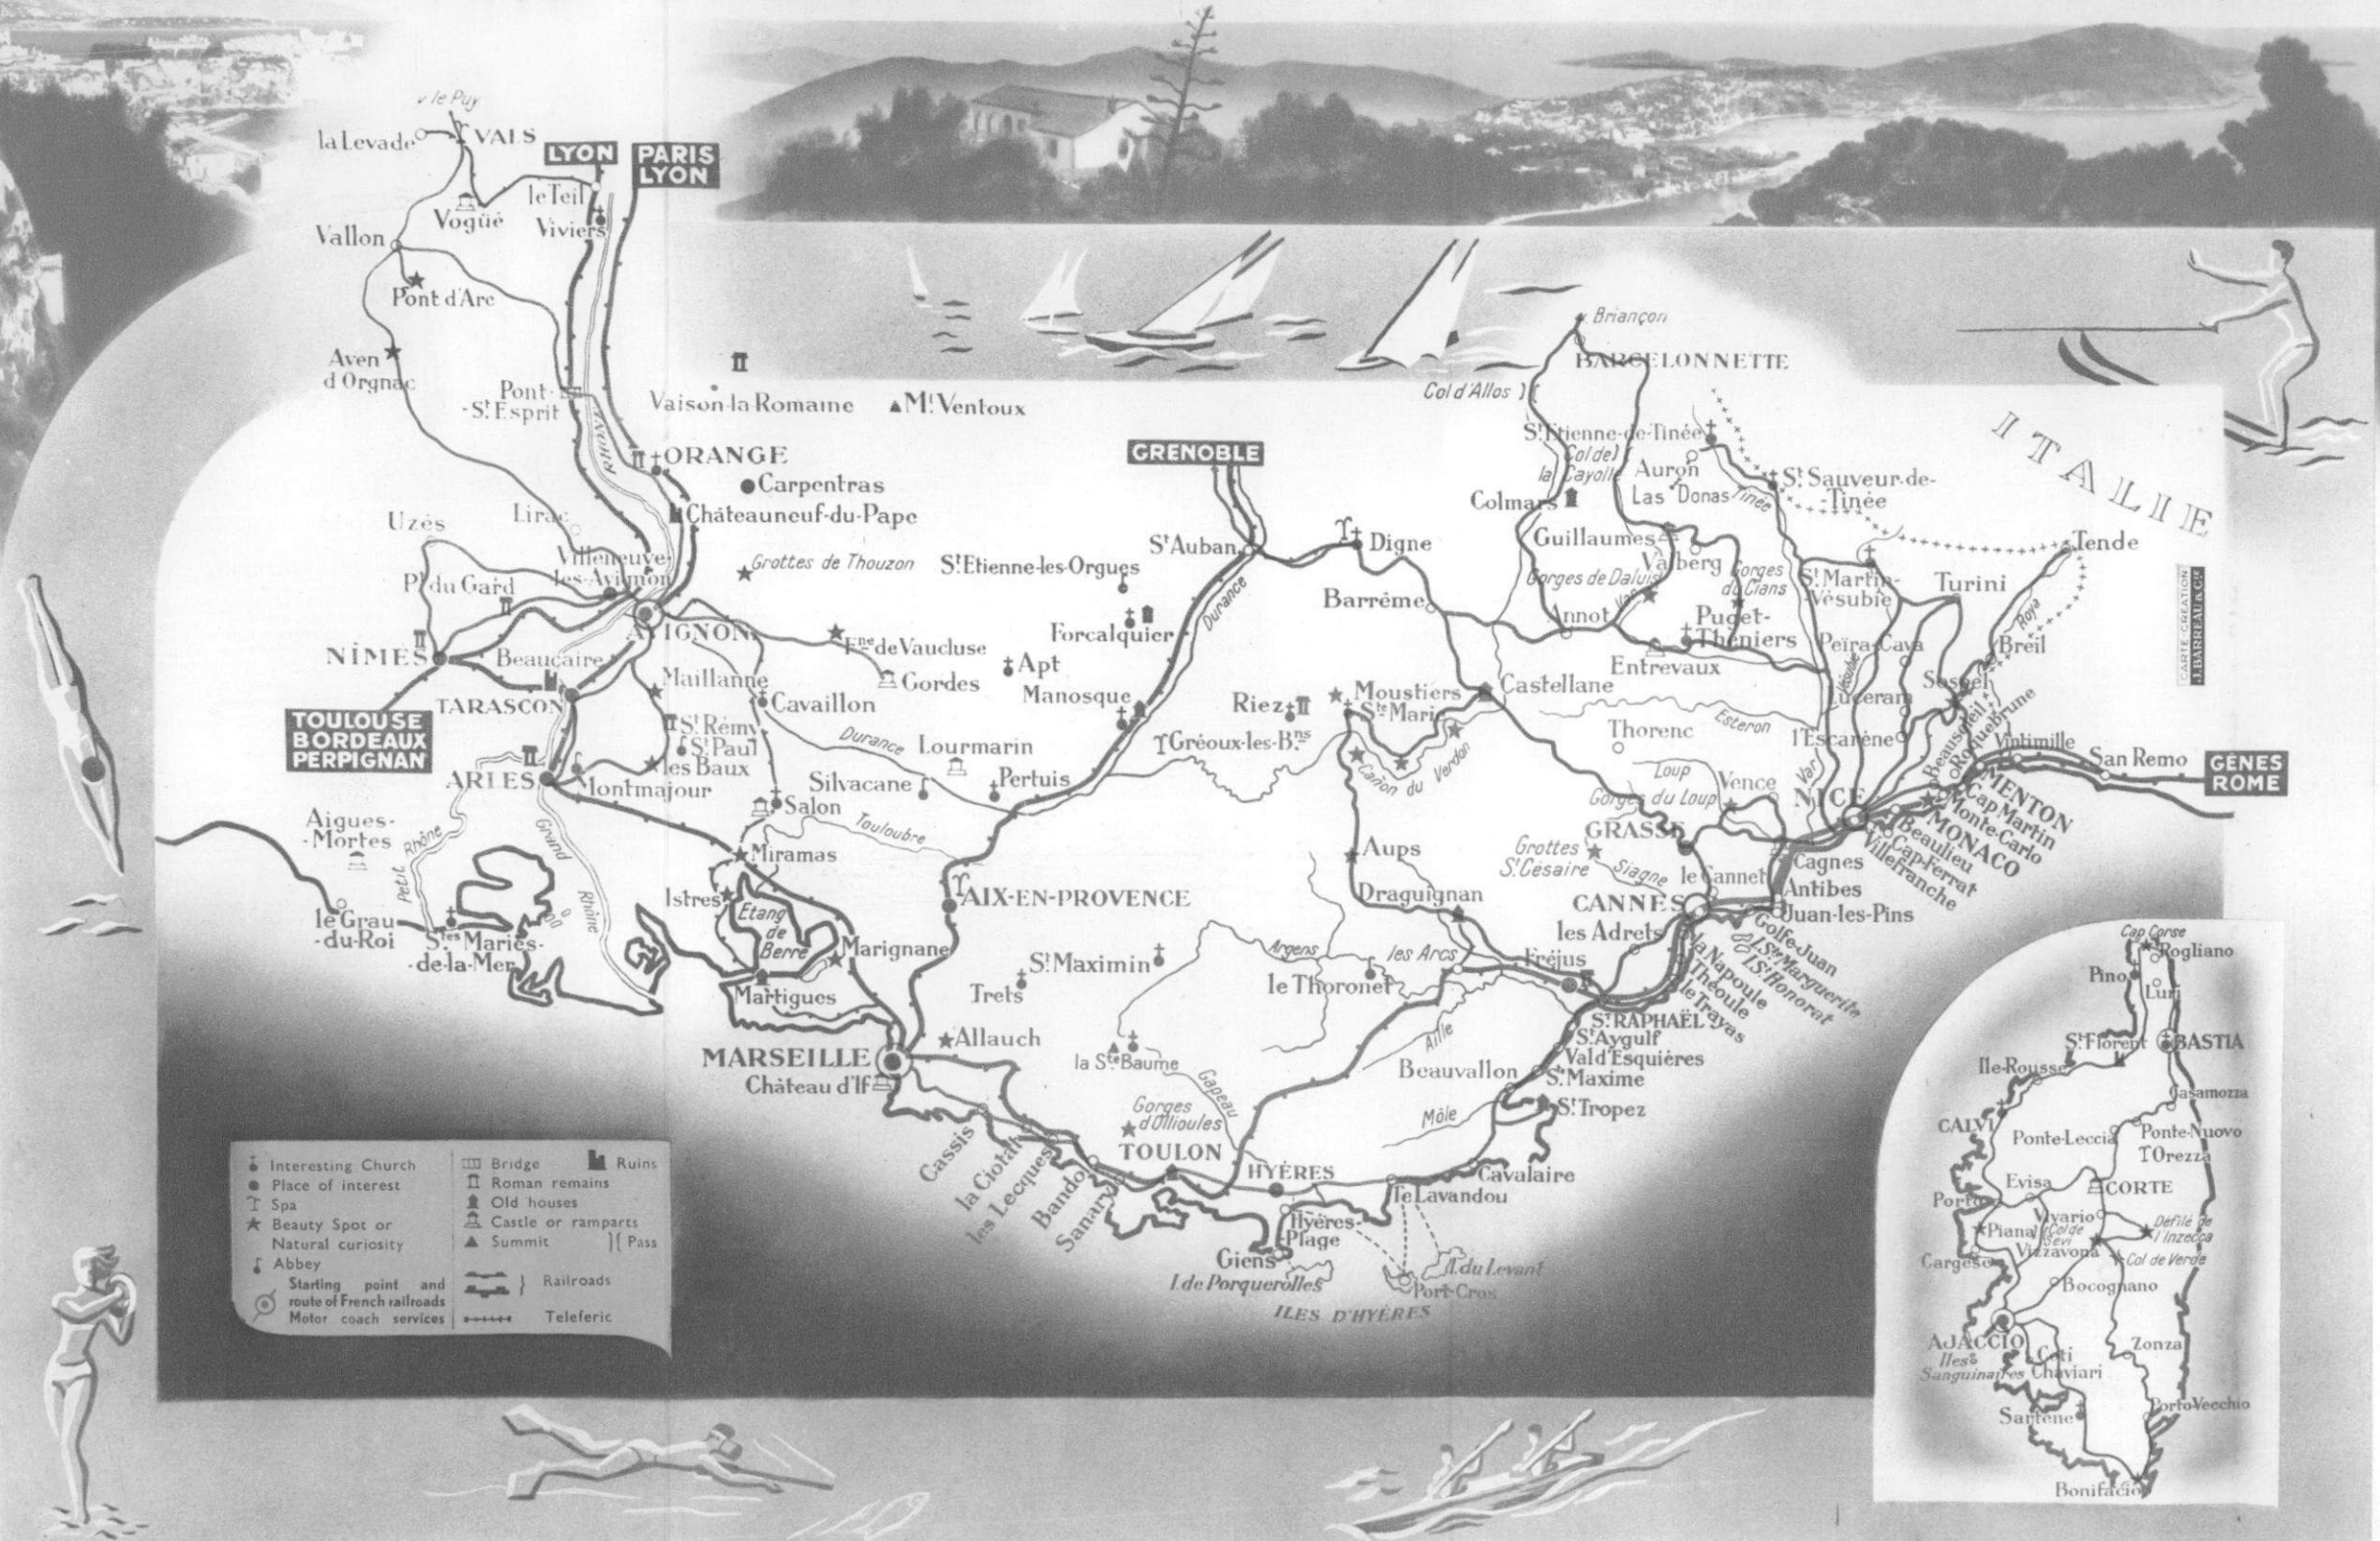 v. le Puy
la Levade
VALS
LYON
PARIS
LYON
le Teil
Vogüé
Viviers
Vallon
Pont d'Arc
Aven
d'Orgnac
Pont-
-St Esprit
RHONE
Vaison-la-Romaine
Mt Ventoux
ORANGE
Carpentras
Châteauneuf-du-Pape
Uzès
Lirac
Villeneuve-
les-Avignon
Grottes de Thouzon
Pt du Gard
AVIGNON
NÎMES
Beaucaire
Fne de Vaucluse
Gordes
Maillanne
Cavaillon
TARASCON
TOULOUSE
BORDEAUX
PERPIGNAN
St Rémy
St Paul
les Baux
ARLES
Montmajour
Durance
Lourmarin
Silvacane
Pertuis
Salon
Touloubre
Aigues-
-Mortes
Petit Rhône
Grand Rhône
Miramas
Istres
Etang
de
Berre
Marignane
Martigues
le Grau
-du-Roi
Stes Maries-
-de-la-Mer
AIX-EN-PROVENCE
St Maximin
Trets
Allauch
MARSEILLE
Château d'If
la Ste Baume
Cassis
la Ciotat
les Lecques
Bandol
Sanary
Gorges
d'Ollioules
Gapeau
TOULON
HYÈRES
Hyères-
-Plage
Giens
I. de Porquerolles
ILES D'HYÈRES
Port-Cros
I. du Levant
le Lavandou
Cavalaire
GRENOBLE
St Auban
St Etienne-les-Orgues
Forcalquier
Apt
Manosque
Durance
Digne
Barrême
Riez
Moustiers
Ste Marie
Gréoux-les-Bns
Cañon du Verdon
Castellane
Aups
Draguignan
Argens
les Arcs
le Thoronet
Fréjus
Aille
Beauvallon
Môle
St Tropez
Ste Maxime
Val d'Esquières
St Aygulf
St RAPHAËL
le Trayas
Théoule
la Napoule
I. St Honorat
I. Ste Marguerite
Golfe-Juan
Juan-les-Pins
Antibes
Cagnes
les Adrets
CANNES
le Cannet
Siagne
Grottes
St Césaire
GRASSE
Gorges du Loup
Loup
Vence
Thorenc
Esteron
Briançon
BARCELONNETTE
Col d'Allos
St Etienne-de-Tinée
Col de
la Cayolle
Auron
Las Donas
Tinée
St Sauveur-de-
-Tinée
Colmars
Guillaumes
Valberg
Gorges de Daluis
Gorges
du Cians
Annot
Var
Puget-
Théniers
Entrevaux
St Martin-
Vésubie
Turini
Tende
Roya
Breil
Peïra-Cava
Vésubie
Luceram
Sospel
l'Escarène
Var
NICE
Beausoleil
Roquebrune
Vintimille
San Remo
GÊNES
ROME
MENTON
Cap Martin
Monte-Carlo
MONACO
Beaulieu
Cap-Ferrat
Villefranche
ITALIE
CARTE CRÉATION
J. BARREAU & Cie
Interesting Church
Place of interest
Spa
Beauty Spot or
Natural curiosity
Abbey
Starting point and
route of French railroads
Motor coach services
Bridge
Ruins
Roman remains
Old houses
Castle or ramparts
Summit
Pass
Railroads
Teleferic
Cap Corse
Rogliano
Pino
Luri
St Florent
BASTIA
Ile-Rousse
Casamozza
CALVI
Ponte-Leccia
Ponte-Nuovo
Orezza
Evisa
CORTE
Porto
Piana
Col de
Sevi
Vivario
Vizzavona
Défilé de
l'Inzecca
Col de Verde
Cargèse
Bocognano
AJACCIO
Iles
Sanguinaires
Coti
Chiavari
Zonza
Sartène
Porto-Vecchio
Bonifacio